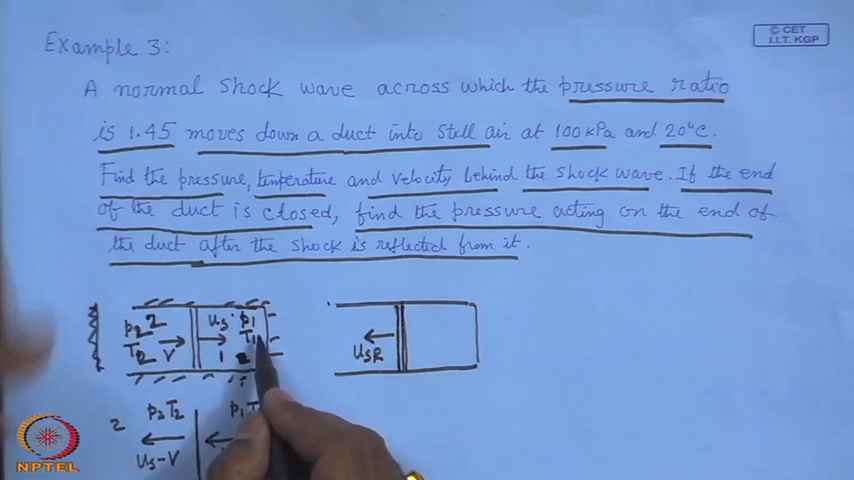 Example 3:
© CET
I.I.T. KGP
A normal shock wave across which the pressure ratio
is 1.45 moves down a duct into still air at 100 kPa and 20°C.
Find the pressure, temperature and velocity behind the shock wave. If the end
of the duct is closed, find the pressure acting on the end of
the duct after the shock is reflected from it.
p2 2 Us p1
T2 V T1
1
UsR
2 p2 T2 p1 T
Us-V
NPTEL